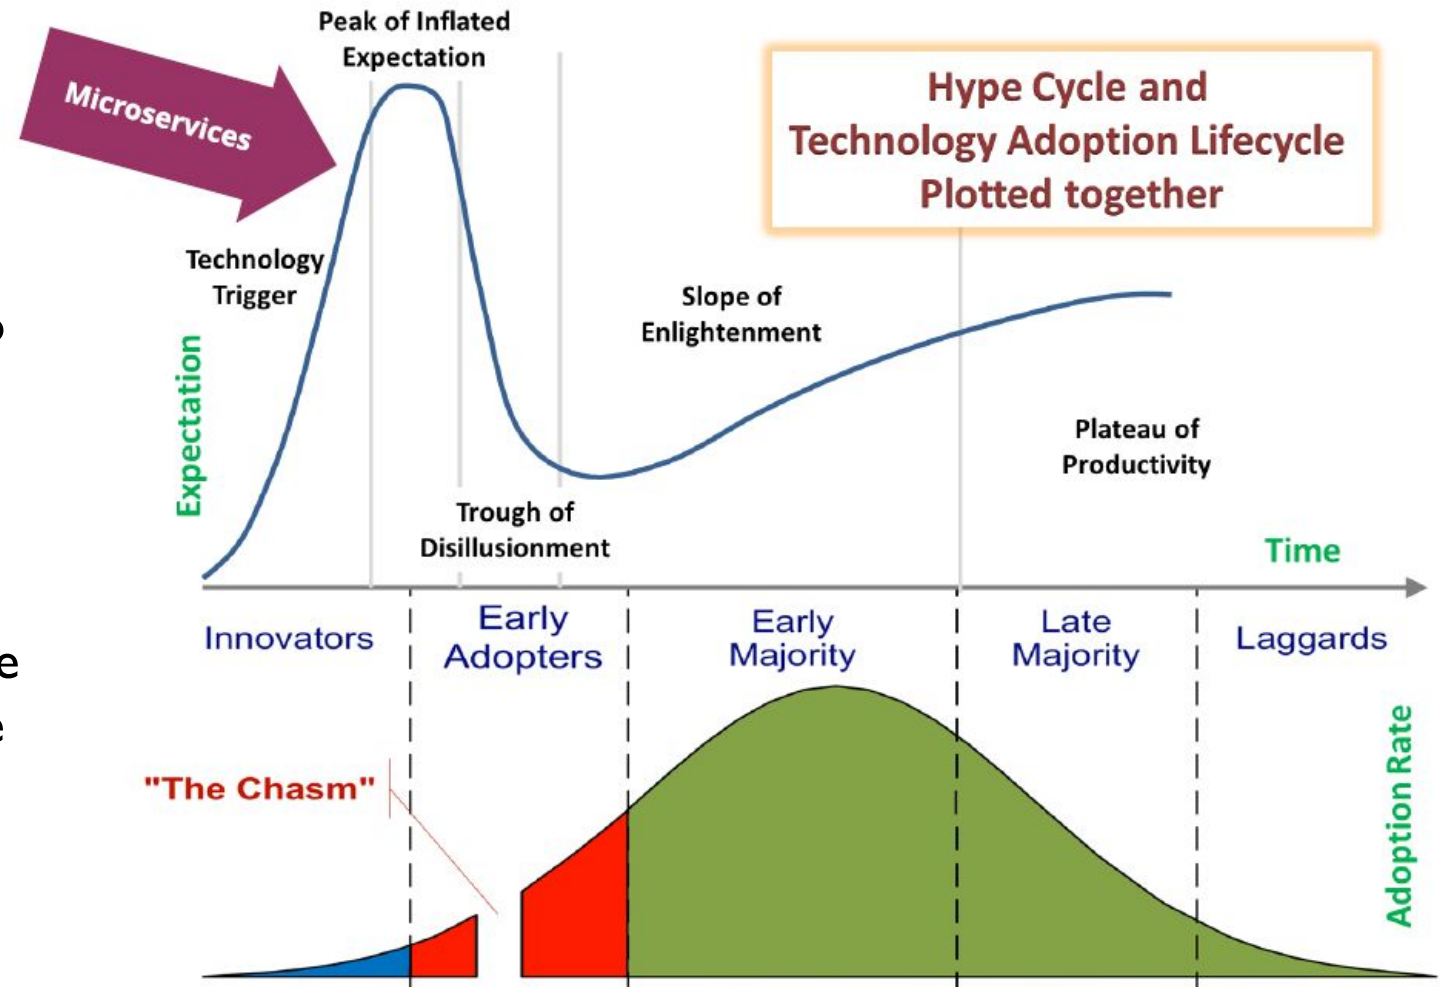 Peak of Inflated
Expectation
Microservices
Hype Cycle and
Technology Adoption Lifecycle
Plotted together
Technology
Trigger
Slope of
Enlightenment
Expectation
Plateau of
Productivity
Trough of
Disillusionment
Time
Innovators
Early
Adopters
Early
Majority
Late
Majority
Laggards
e
e
"The Chasm"
Adoption Rate